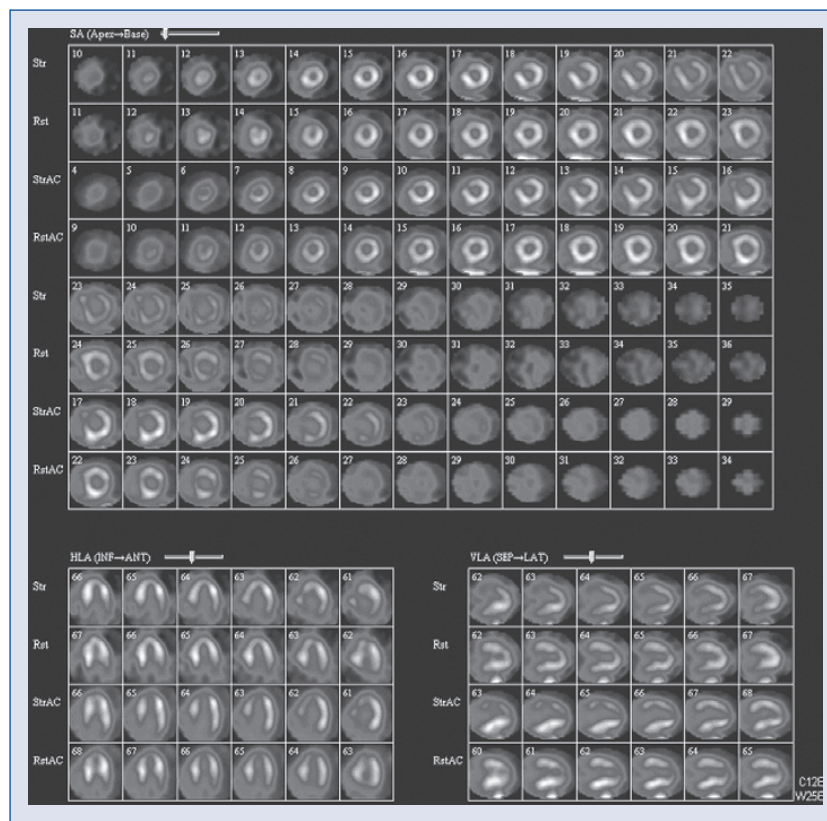 SA (Apex→Base)
Str
10 11 12 13 14 15 16 17 18 19 20 21 22
Rst
11 12 13 14 15 16 17 18 19 20 21 22 23
StrAC
4 5 6 7 8 9 10 11 12 13 14 15 16
RstAC
9 10 11 12 13 14 15 16 17 18 19 20 21
Str
23 24 25 26 27 28 29 30 31 32 33 34 35
Rst
24 25 26 27 28 29 30 31 32 33 34 35 36
StrAC
17 18 19 20 21 22 23 24 25 26 27 28 29
RstAC
22 23 24 25 26 27 28 29 30 31 32 33 34
HLA (INF→ANT)
Str
66 65 64 63 62 61
Rst
67 66 65 64 63 62
StrAC
66 65 64 63 62 61
RstAC
68 67 66 65 64 63
VLA (SEP→LAT)
Str
62 63 64 65 66 67
Rst
62 63 64 65 66 67
StrAC
63 64 65 66 67 68
RstAC
60 61 62 63 64 65